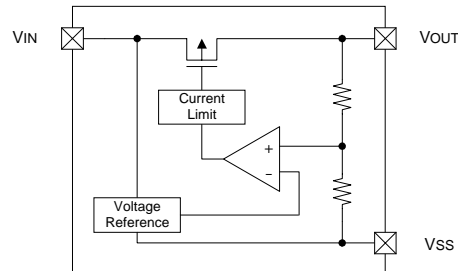 VIN
VOUT
Current
Limit
+
−
Voltage
Reference
VSS